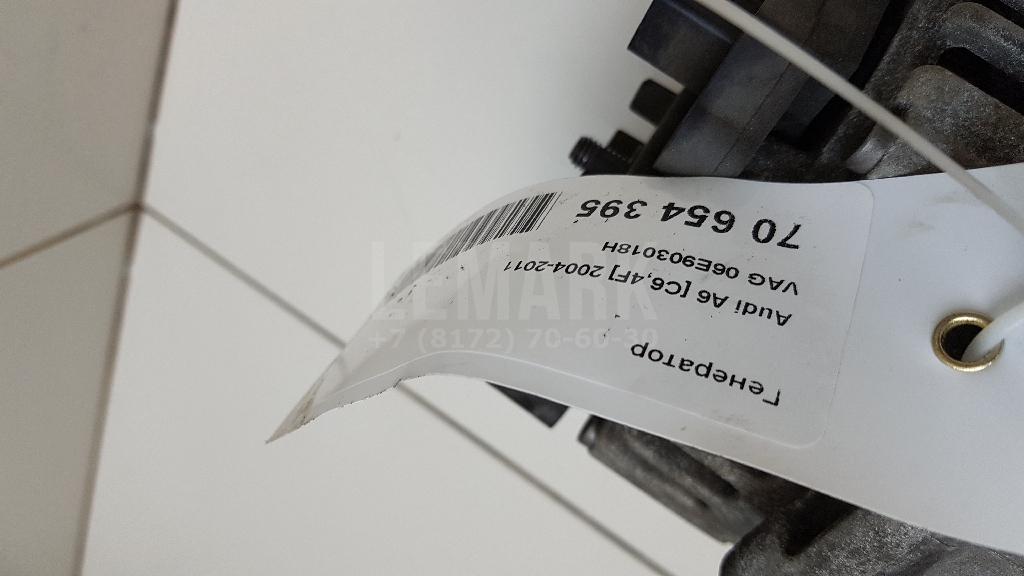 Генератор
Audi A6 [C6,4F] 2004-2011
VAG 06E903018H
70 654 395
LEMARK
+7 (8172) 70-60-30